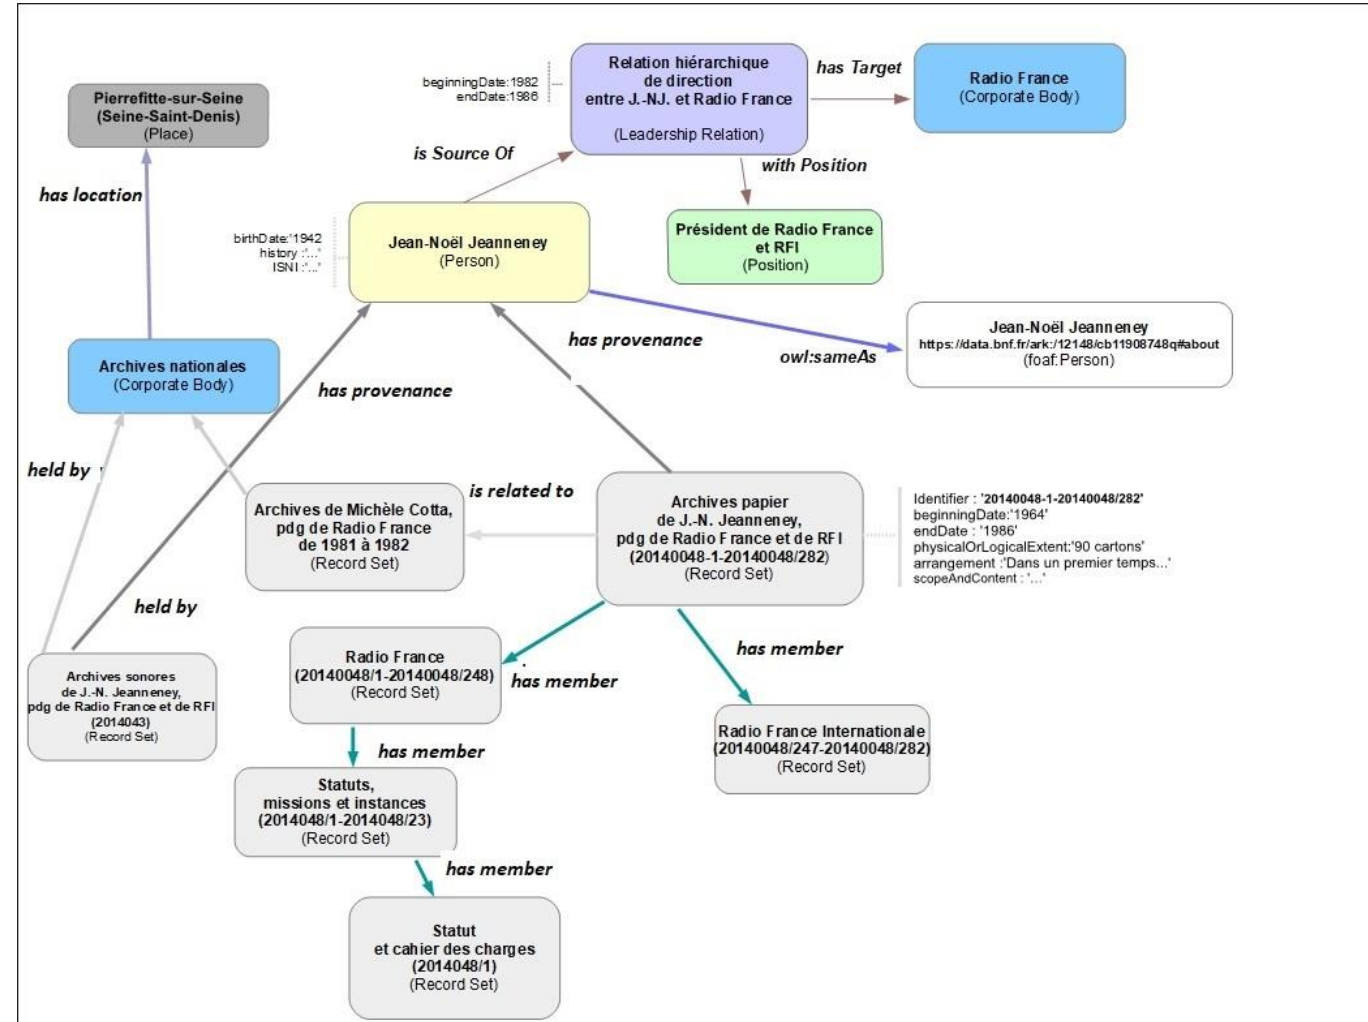 Relation hiérarchique
de direction
entre J.-NJ. et Radio France
(Leadership Relation)
beginningDate:1982
endDate:1986
has Target
Radio France
(Corporate Body)
Pierrefitte-sur-Seine
(Seine-Saint-Denis)
(Place)
is Source Of
with Position
has location
Président de Radio France
et RFI
(Position)
birthDate:'1942
history :'...'
ISNI :'...'
Jean-Noël Jeanneney
(Person)
has provenance
owl:sameAs
Jean-Noël Jeanneney
https://data.bnf.fr/ark:/12148/cb11908748q#about
(foaf:Person)
Archives nationales
(Corporate Body)
has provenance
held by
is related to
Archives de Michèle Cotta,
pdg de Radio France
de 1981 à 1982
(Record Set)
Archives papier
de J.-N. Jeanneney,
pdg de Radio France et de RFI
(20140048-1-20140048/282)
(Record Set)
Identifier : '20140048-1-20140048/282'
beginningDate:'1964'
endDate : '1986'
physicalOrLogicalExtent:'90 cartons'
arrangement :'Dans un premier temps...'
scopeAndContent : '...'
held by
Archives sonores
de J.-N. Jeanneney,
pdg de Radio France et de RFI
(2014043)
(Record Set)
Radio France
(20140048/1-20140048/248)
(Record Set)
has member
has member
Radio France Internationale
(20140048/247-20140048/282)
(Record Set)
has member
Statuts,
missions et instances
(2014048/1-2014048/23)
(Record Set)
has member
Statut
et cahier des charges
(2014048/1)
(Record Set)